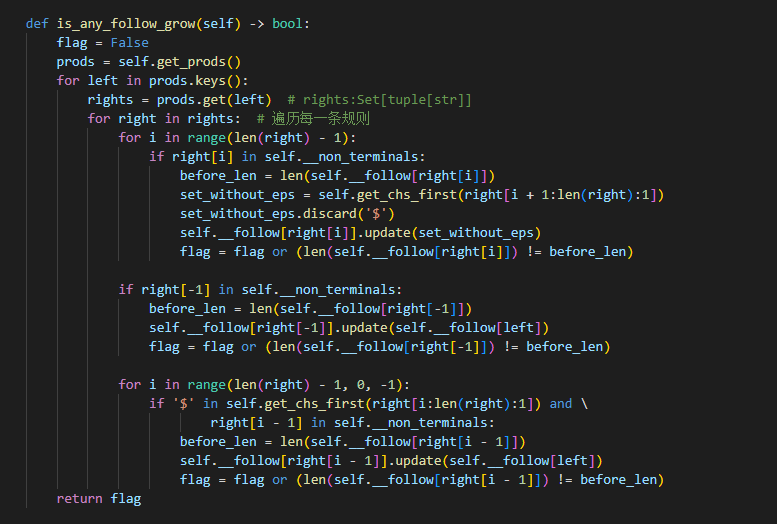 def is_any_follow_grow(self) -> bool:
    flag = False
    prods = self.get_prods()
    for left in prods.keys():
        rights = prods.get(left)  # rights:Set[tuple[str]]
        for right in rights:  # 遍历每一条规则
            for i in range(len(right) - 1):
                if right[i] in self.__non_terminals:
                    before_len = len(self.__follow[right[i]])
                    set_without_eps = self.get_chs_first(right[i + 1:len(right):1])
                    set_without_eps.discard('$')
                    self.__follow[right[i]].update(set_without_eps)
                    flag = flag or (len(self.__follow[right[i]]) != before_len)

            if right[-1] in self.__non_terminals:
                before_len = len(self.__follow[right[-1]])
                self.__follow[right[-1]].update(self.__follow[left])
                flag = flag or (len(self.__follow[right[-1]]) != before_len)

            for i in range(len(right) - 1, 0, -1):
                if '$' in self.get_chs_first(right[i:len(right):1]) and \
                        right[i - 1] in self.__non_terminals:
                    before_len = len(self.__follow[right[i - 1]])
                    self.__follow[right[i - 1]].update(self.__follow[left])
                    flag = flag or (len(self.__follow[right[i - 1]]) != before_len)
    return flag